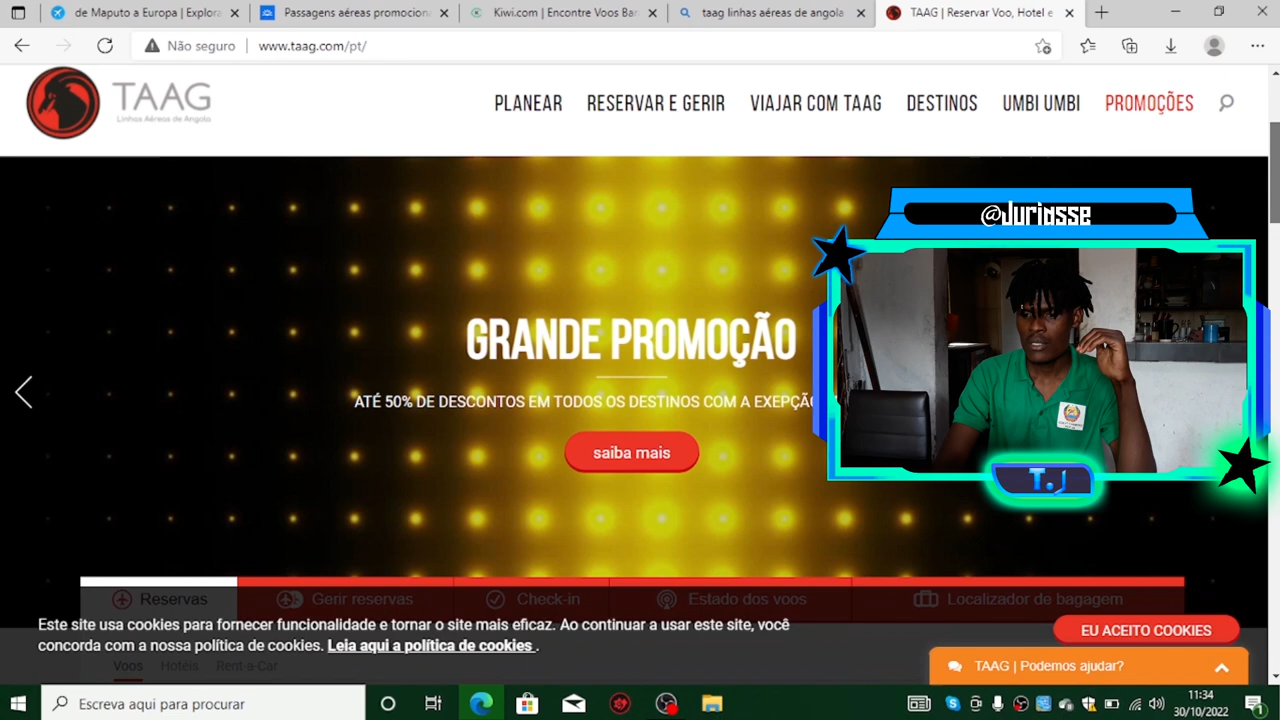 de Maputo a Europa | Explora
Passagens aéreas promociona
Kiwi.com | Encontre Voos Bar
taag linhas aéreas de angola
TAAG | Reservar Voo, Hotel e
Não seguro
www.taag.com/pt/
TAAG
Linhas Aéreas de Angola
PLANEAR
RESERVAR E GERIR
VIAJAR COM TAAG
DESTINOS
UMBI UMBI
PROMOÇÕES
@Juriasse
GRANDE PROMOÇÃO
ATÉ 50% DE DESCONTOS EM TODOS OS DESTINOS COM A EXEPÇÃO
saiba mais
T.J
Reservas
Gerir reservas
Check-in
Estado dos voos
Localizador de bagagem
Este site usa cookies para fornecer funcionalidade e tornar o site mais eficaz. Ao continuar a usar este site, você
concorda com a nossa política de cookies. Leia aqui a política de cookies .
EU ACEITO COOKIES
Voos
Hotéis
Rent-a-Car
TAAG | Podemos ajudar?
Escreva aqui para procurar
11:34
30/10/2022
1